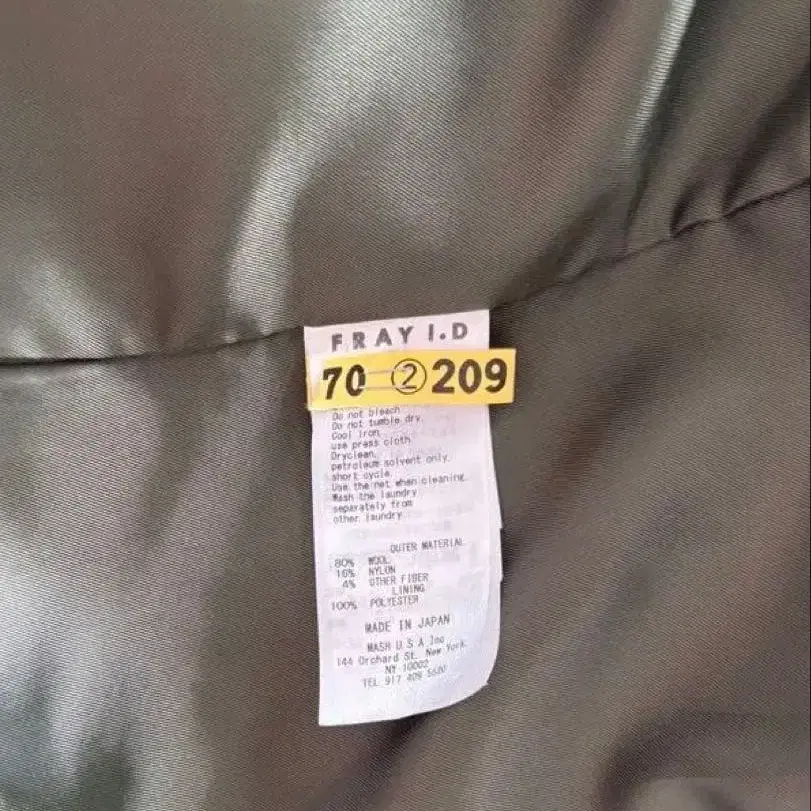 FRAY I.D
70 ② 209
Do not bleach
Do not tumble dry.
Cool iron
use press cloth
Dryclean,
petroleum solvent only.
short cycle.
Use the net when cleaning.
Wash the laundry
separately from
other laundry
OUTER MATERIAL
80% WOOL
16% NYLON
4% OTHER FIBER
LINING
100% POLYESTER
MADE IN JAPAN
MASH U S A Inc
144 Orchard St. New York
NY 10002
TEL 917 409